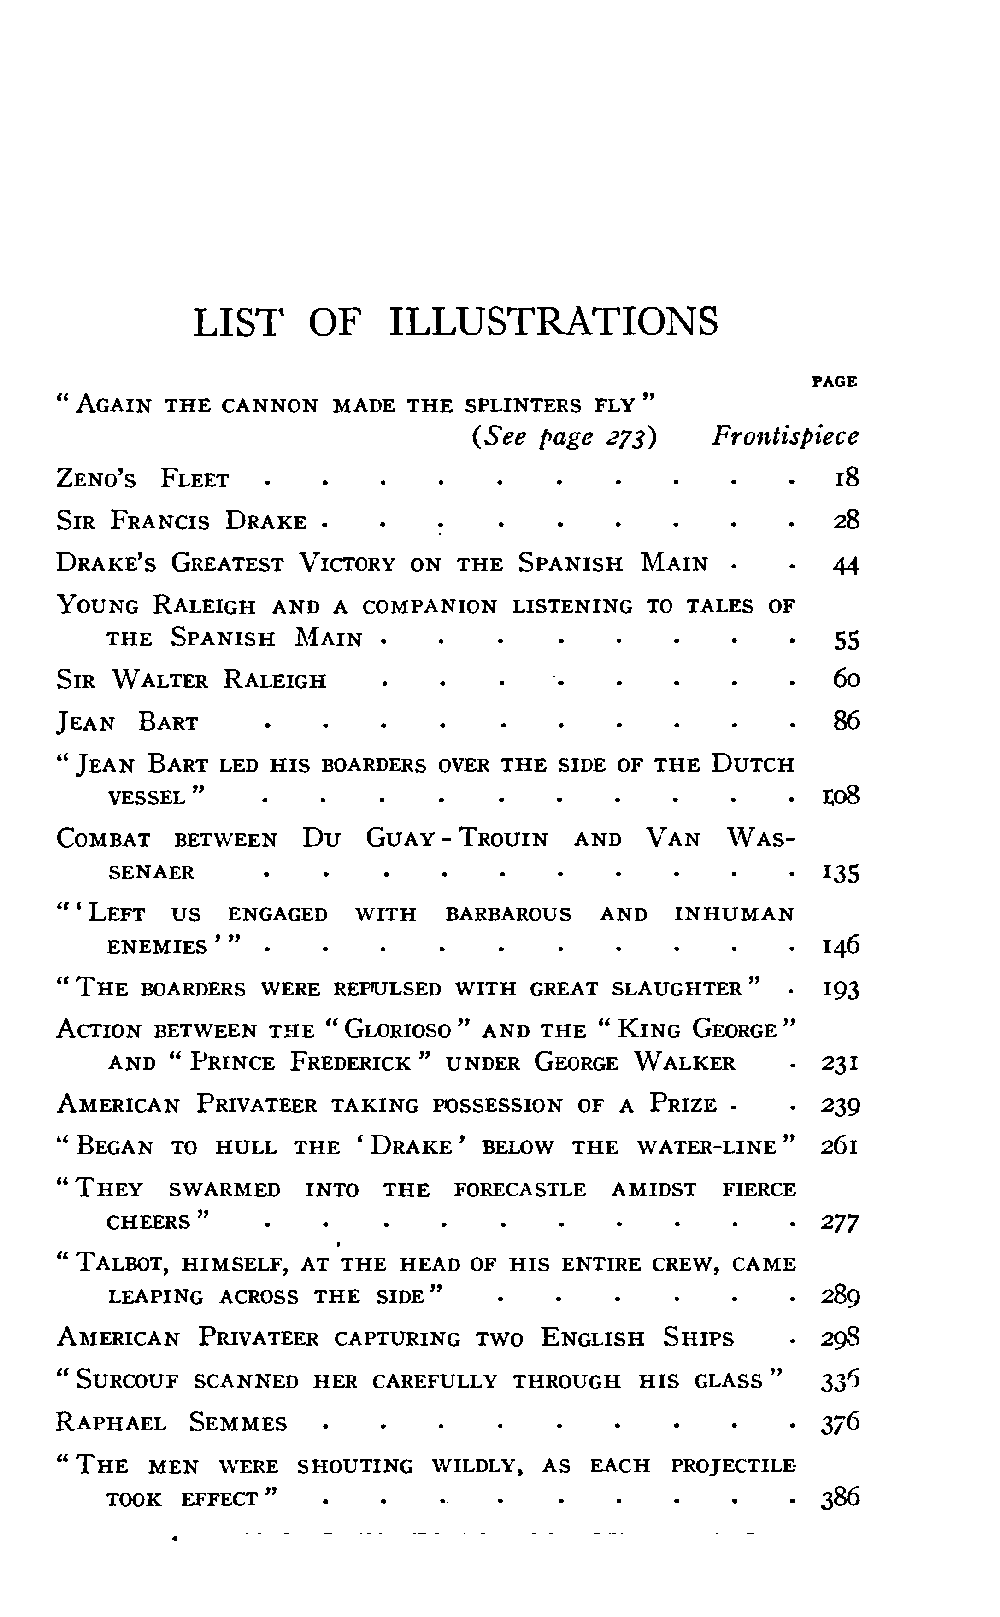 LIST OF ILLUSTRATIONS
PAGE
“Again the cannon made the splinters fly”
(See page 273) Frontispiece
Zeno’s Fleet . . . . . . . . . . 18
Sir Francis Drake . . . . . . . . . 28
Drake’s Greatest Victory on the Spanish Main . . 44
Young Raleigh and a companion listening to tales of
the Spanish Main . . . . . . . . 55
Sir Walter Raleigh . . . . . . . . 60
Jean Bart . . . . . . . . . . 86
“Jean Bart led his boarders over the side of the Dutch
vessel” . . . . . . . . . . 108
Combat between Du Guay-Trouin and Van Was-
senaer . . . . . . . . . . 135
“‘Left us engaged with barbarous and inhuman
enemies’” . . . . . . . . . . 146
“The boarders were repulsed with great slaughter” . 193
Action between the “Glorioso” and the “King George”
and “Prince Frederick” under George Walker . 231
American Privateer taking possession of a Prize . . 239
“Began to hull the ‘Drake’ below the water-line” 261
“They swarmed into the forecastle amidst fierce
cheers” . . . . . . . . . . 277
“Talbot, himself, at the head of his entire crew, came
leaping across the side” . . . . . . 289
American Privateer capturing two English Ships . 298
“Surcouf scanned her carefully through his glass” 336
Raphael Semmes . . . . . . . . . 376
“The men were shouting wildly, as each projectile
took effect” . . . . . . . . . 386